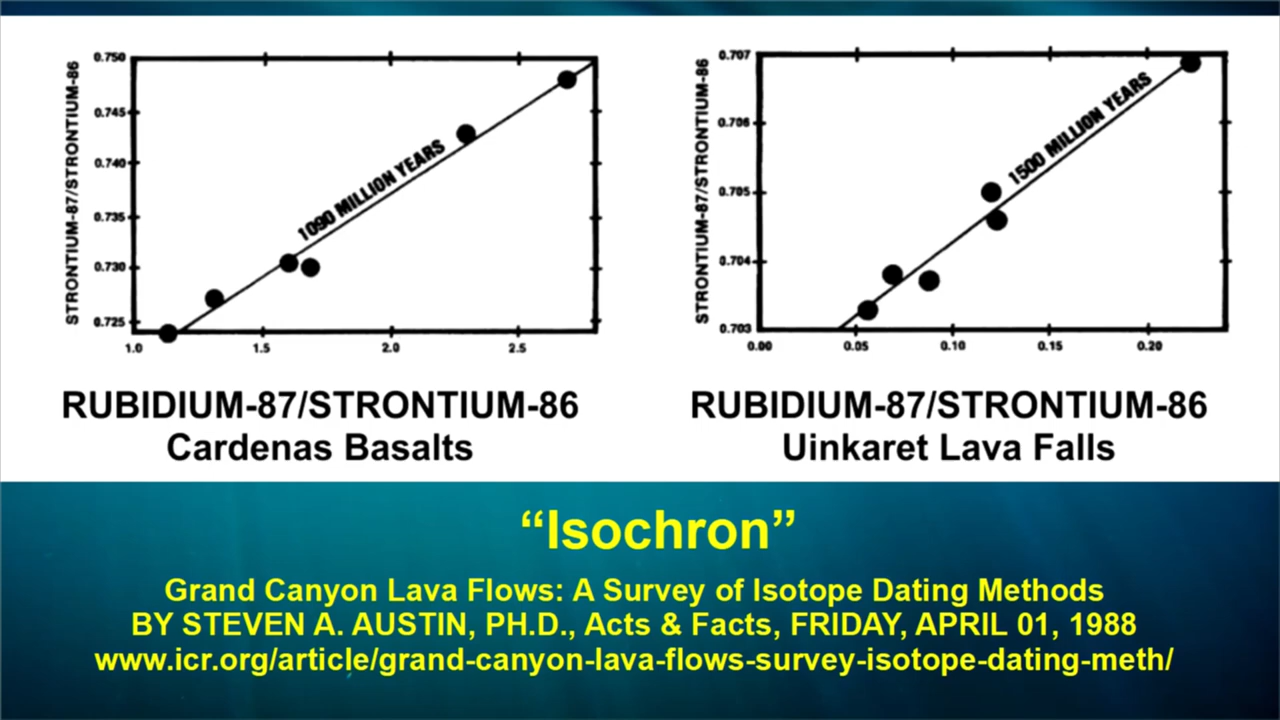 STRONTIUM-87/STRONTIUM-86
0.750
0.745
0.740
0.735
0.730
0.725
1090 MILLION YEARS
1.0 1.5 2.0 2.5
RUBIDIUM-87/STRONTIUM-86
Cardenas Basalts
STRONTIUM-87/STRONTIUM-86
0.707
0.706
0.705
0.704
0.703
1500 MILLION YEARS
0.00 0.05 0.10 0.15 0.20
RUBIDIUM-87/STRONTIUM-86
Uinkaret Lava Falls
“Isochron”
Grand Canyon Lava Flows: A Survey of Isotope Dating Methods
BY STEVEN A. AUSTIN, PH.D., Acts & Facts, FRIDAY, APRIL 01, 1988
www.icr.org/article/grand-canyon-lava-flows-survey-isotope-dating-meth/